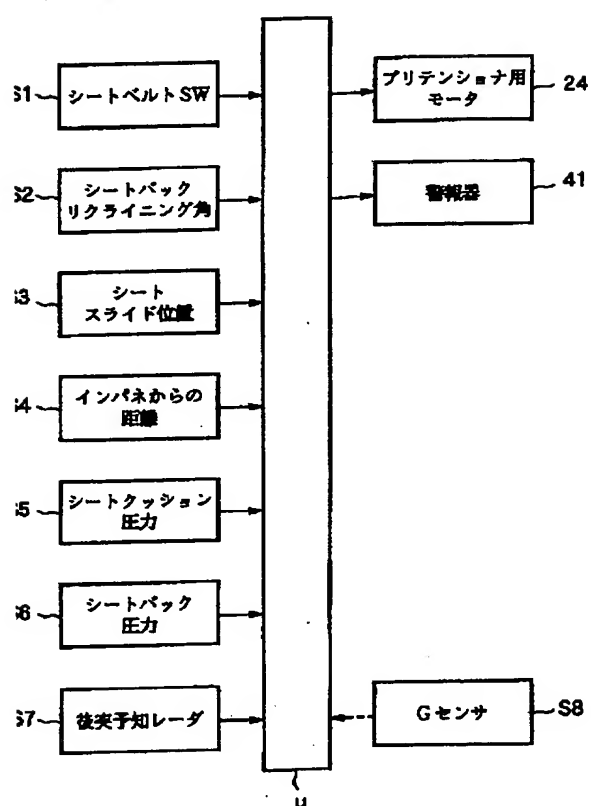 S1
シートベルトSW
プリテンショナ用
モータ
24
S2
シートバック
リクライニング角
警報器
41
S3
シート
スライド位置
S4
インパネからの
距離
S5
シートクッション
圧力
S6
シートバック
圧力
S7
後突予知レーダ
Gセンサ
S8
U